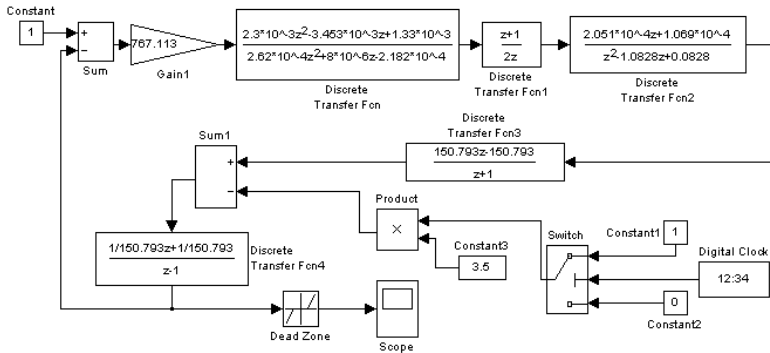 Constant
1
+
−
Sum
767.113
Gain1
2.3*10^-3z^2-3.453*10^-3z+1.33*10^-3
2.62*10^-4z^2+8*10^6z-2.182*10^-4
Discrete
Transfer Fcn
z+1
2z
Discrete
Transfer Fcn1
2.051*10^-4z+1.069*10^-4
z^2-1.0828z+0.0828
Discrete
Transfer Fcn2
Discrete
Transfer Fcn3
150.793z-150.793
z+1
Sum1
+
−
Product
×
Constant3
3.5
Switch
Constant1
1
Digital Clock
12:34
0
Constant2
1/150.793z+1/150.793
z-1
Discrete
Transfer Fcn4
Dead Zone
Scope